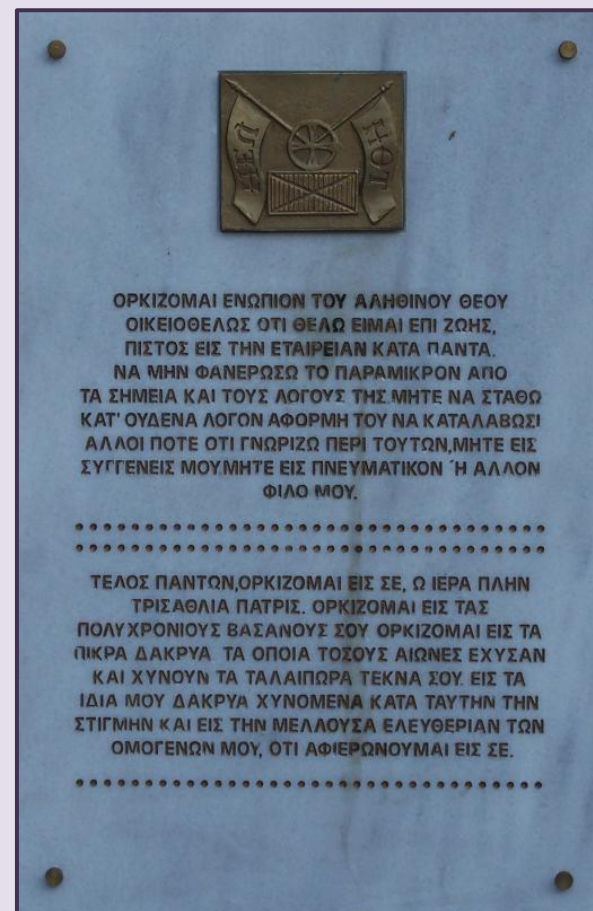 ΗΕΑ
ΗΘΤ
ΟΡΚΙΖΟΜΑΙ ΕΝΩΠΙΟΝ ΤΟΥ ΑΛΗΘΙΝΟΥ ΘΕΟΥ
ΟΙΚΕΙΟΘΕΛΩΣ ΟΤΙ ΘΕΛΩ ΕΙΜΑΙ ΕΠΙ ΖΩΗΣ,
ΠΙΣΤΟΣ ΕΙΣ ΤΗΝ ΕΤΑΙΡΕΙΑΝ ΚΑΤΑ ΠΑΝΤΑ.
ΝΑ ΜΗΝ ΦΑΝΕΡΩΣΩ ΤΟ ΠΑΡΑΜΙΚΡΟΝ ΑΠΟ
ΤΑ ΣΗΜΕΙΑ ΚΑΙ ΤΟΥΣ ΛΟΓΟΥΣ ΤΗΣ.ΜΗΤΕ ΝΑ ΣΤΑΘΩ
ΚΑΤ' ΟΥΔΕΝΑ ΛΟΓΟΝ ΑΦΟΡΜΗ ΤΟΥ ΝΑ ΚΑΤΑΛΑΒΩΣΙ
ΑΛΛΟΙ ΠΟΤΕ ΟΤΙ ΓΝΩΡΙΖΩ ΠΕΡΙ ΤΟΥΤΩΝ,ΜΗΤΕ ΕΙΣ
ΣΥΓΓΕΝΕΙΣ ΜΟΥ.ΜΗΤΕ ΕΙΣ ΠΝΕΥΜΑΤΙΚΟΝ Ή ΑΛΛΟΝ
ΦΙΛΟ ΜΟΥ.
ΤΕΛΟΣ ΠΑΝΤΩΝ,ΟΡΚΙΖΟΜΑΙ ΕΙΣ ΣΕ, Ω ΙΕΡΑ ΠΛΗΝ
ΤΡΙΣΑΘΛΙΑ ΠΑΤΡΙΣ. ΟΡΚΙΖΟΜΑΙ ΕΙΣ ΤΑΣ
ΠΟΛΥΧΡΟΝΙΟΥΣ ΒΑΣΑΝΟΥΣ ΣΟΥ ΟΡΚΙΖΟΜΑΙ ΕΙΣ ΤΑ
ΠΙΚΡΑ ΔΑΚΡΥΑ ΤΑ ΟΠΟΙΑ ΤΟΣΟΥΣ ΑΙΩΝΕΣ ΕΧΥΣΑΝ
ΚΑΙ ΧΥΝΟΥΝ ΤΑ ΤΑΛΑΙΠΩΡΑ ΤΕΚΝΑ ΣΟΥ. ΕΙΣ ΤΑ
ΙΔΙΑ ΜΟΥ ΔΑΚΡΥΑ ΧΥΝΟΜΕΝΑ ΚΑΤΑ ΤΑΥΤΗΝ ΤΗΝ
ΣΤΙΓΜΗΝ ΚΑΙ ΕΙΣ ΤΗΝ ΜΕΛΛΟΥΣΑ ΕΛΕΥΘΕΡΙΑΝ ΤΩΝ
ΟΜΟΓΕΝΩΝ ΜΟΥ, ΟΤΙ ΑΦΙΕΡΩΝΟΥΜΑΙ ΕΙΣ ΣΕ.